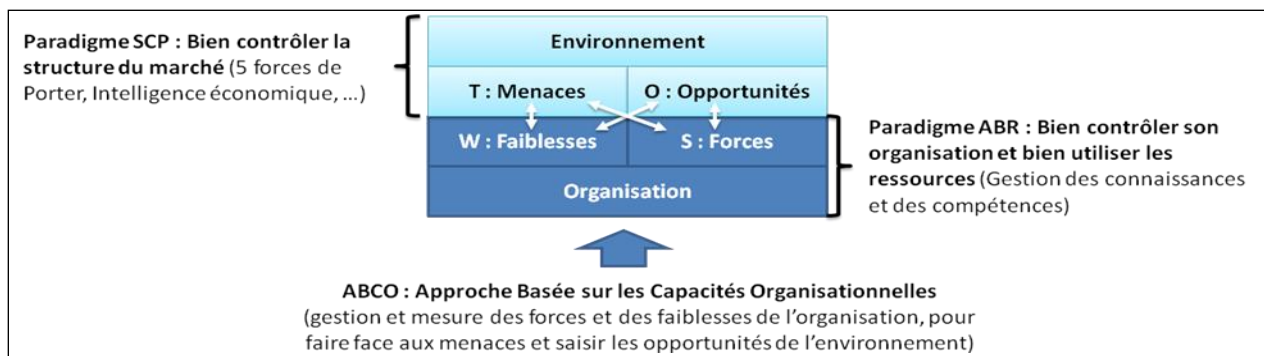 Paradigme SCP : Bien contrôler la
structure du marché (5 forces de
Porter, Intelligence économique, ...)
Environnement
T : Menaces
O : Opportunités
W : Faiblesses
S : Forces
Organisation
Paradigme ABR : Bien contrôler son
organisation et bien utiliser les
ressources (Gestion des connaissances
et des compétences)
ABCO : Approche Basée sur les Capacités Organisationnelles
(gestion et mesure des forces et des faiblesses de l'organisation, pour
faire face aux menaces et saisir les opportunités de l'environnement)